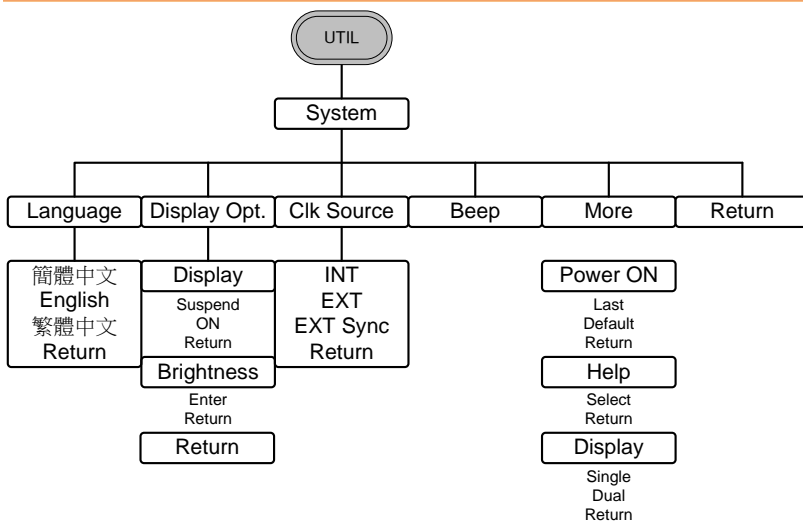 UTIL
System
Language
Display Opt.
Clk Source
Beep
More
Return
簡體中文
English
繁體中文
Return
Display
Suspend
ON
Return
Brightness
Enter
Return
Return
INT
EXT
EXT Sync
Return
Power ON
Last
Default
Return
Help
Select
Return
Display
Single
Dual
Return